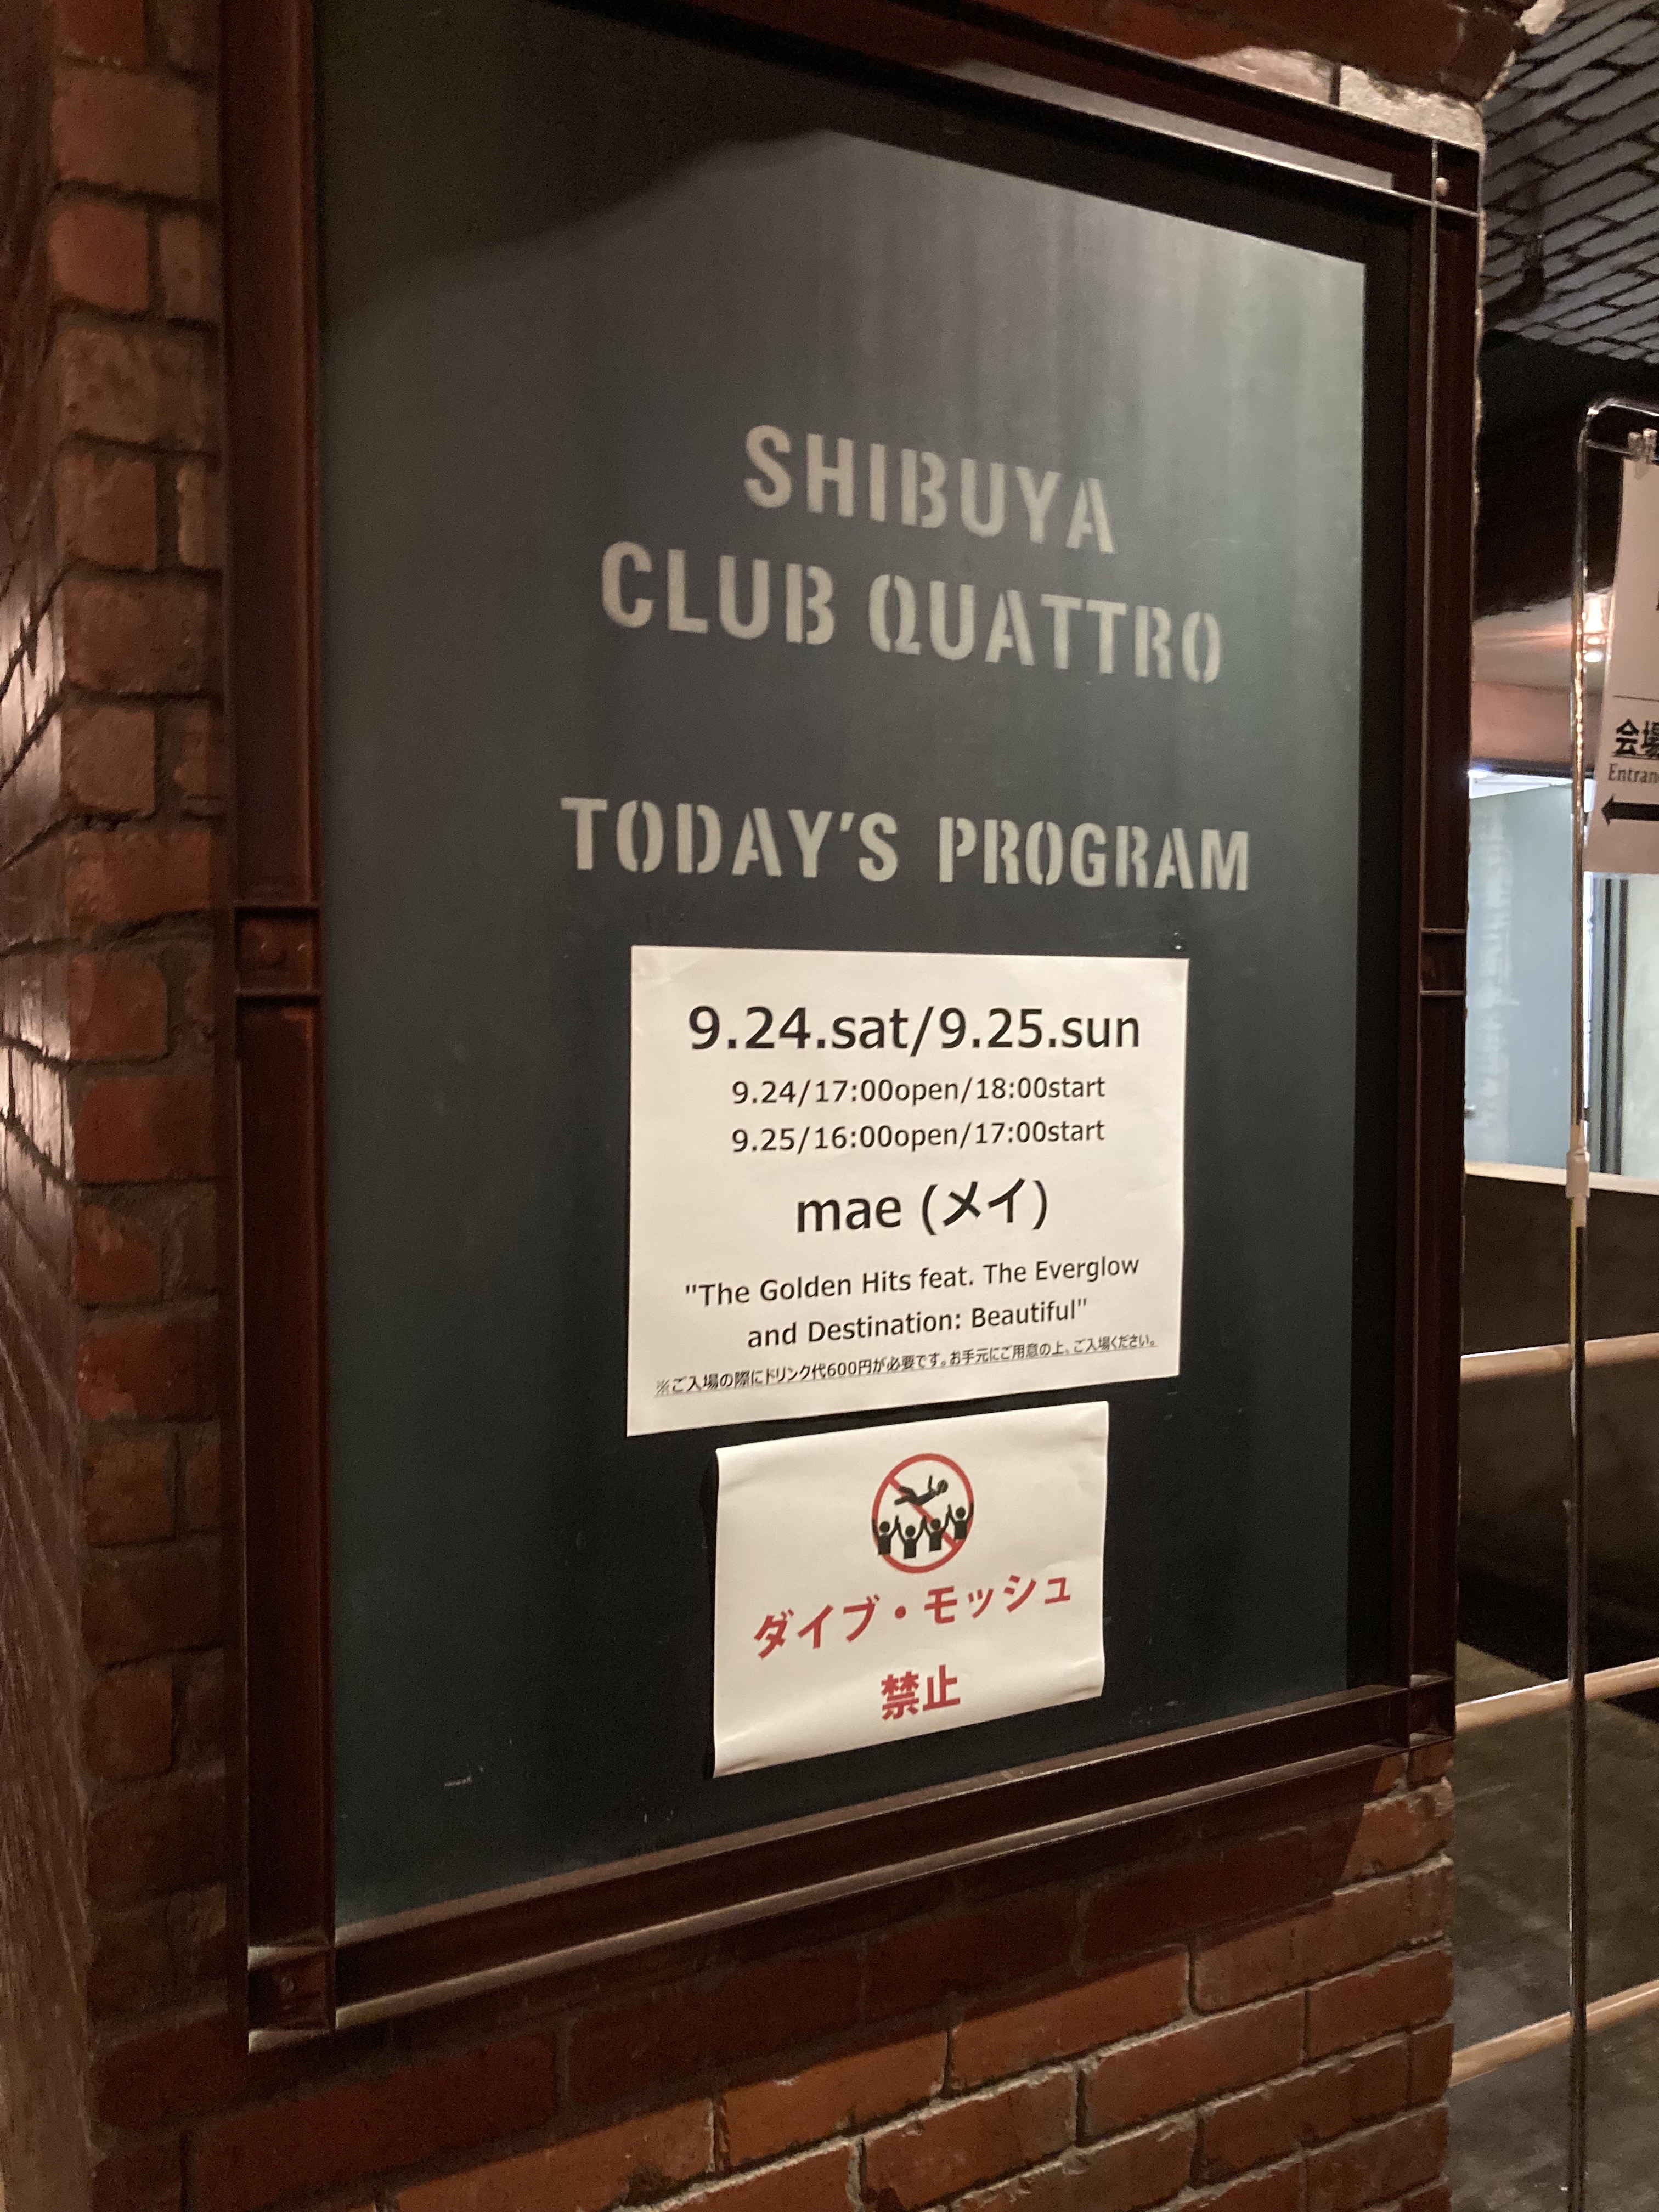 SHIBUYA
CLUB QUATTRO
TODAY'S PROGRAM
9.24.sat/9.25.sun
9.24/17:00open/18:00start
9.25/16:00open/17:00start
mae (メイ)
"The Golden Hits feat. The Everglow
and Destination: Beautiful"
※ご入場の際にドリンク代600円が必要です。お手元にご用意の上、ご入場ください。
ダイブ・モッシュ
禁止